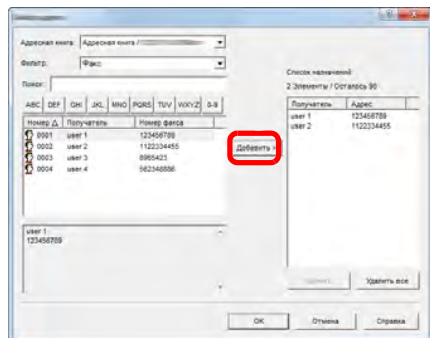 Адресная книга: Адресная книга /
Фильтр: Факс
Поиск:
Список назначений
2 Элементы / Осталось 98
ABC DEF GHI JKL MNO PQRS TUV WXYZ 0-9
Номер Получатель Номер факса
0001 user 1 123456789
0002 user 2 1122334455
0003 user 3 8965423
0004 user 4 562348886
Добавить >
Получатель Адрес
user 1 123456789
user 2 1122334455
user 1
123456789
Удалить все
OK Отмена Справка